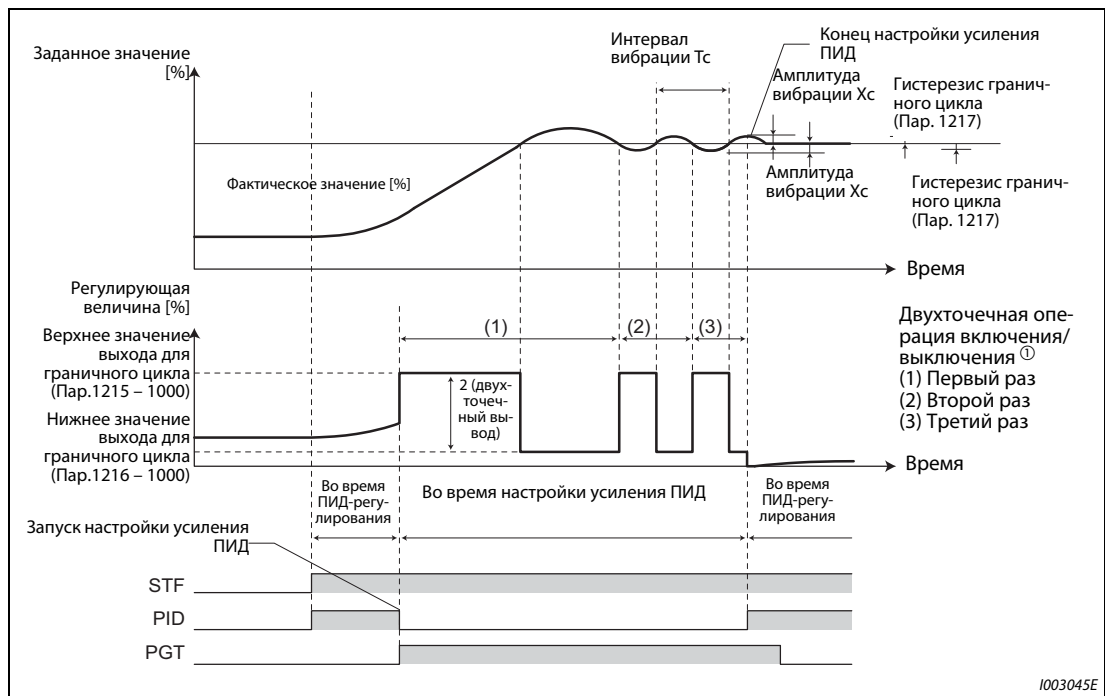 Заданное значение
[%]
Интервал
вибрации Tc
Конец настройки усиления
ПИД
Амплитуда
вибрации Xc
Гистерезис гранич-
ного цикла
(Пар. 1217)
Фактическое значение [%]
Амплитуда
вибрации Xc
Гистерезис гранич-
ного цикла
(Пар. 1217)
Время
Регулирующая
величина [%]
Верхнее значение
выхода для
граничного цикла
(Пар.1215 – 1000)
Нижнее значение
выхода для
граничного цикла
(Пар.1216 – 1000)
(1)
(2)
(3)
2 (двух-
точеч-
ный вы-
вод)
Двухточечная опе-
рация включения/
выключения ①
(1) Первый раз
(2) Второй раз
(3) Третий раз
Время
Во время
ПИД-регу-
лирования
Во время настройки усиления ПИД
Во время
ПИД-регу-
лирования
Запуск настройки усиления
ПИД
STF
PID
PGT
I003045E